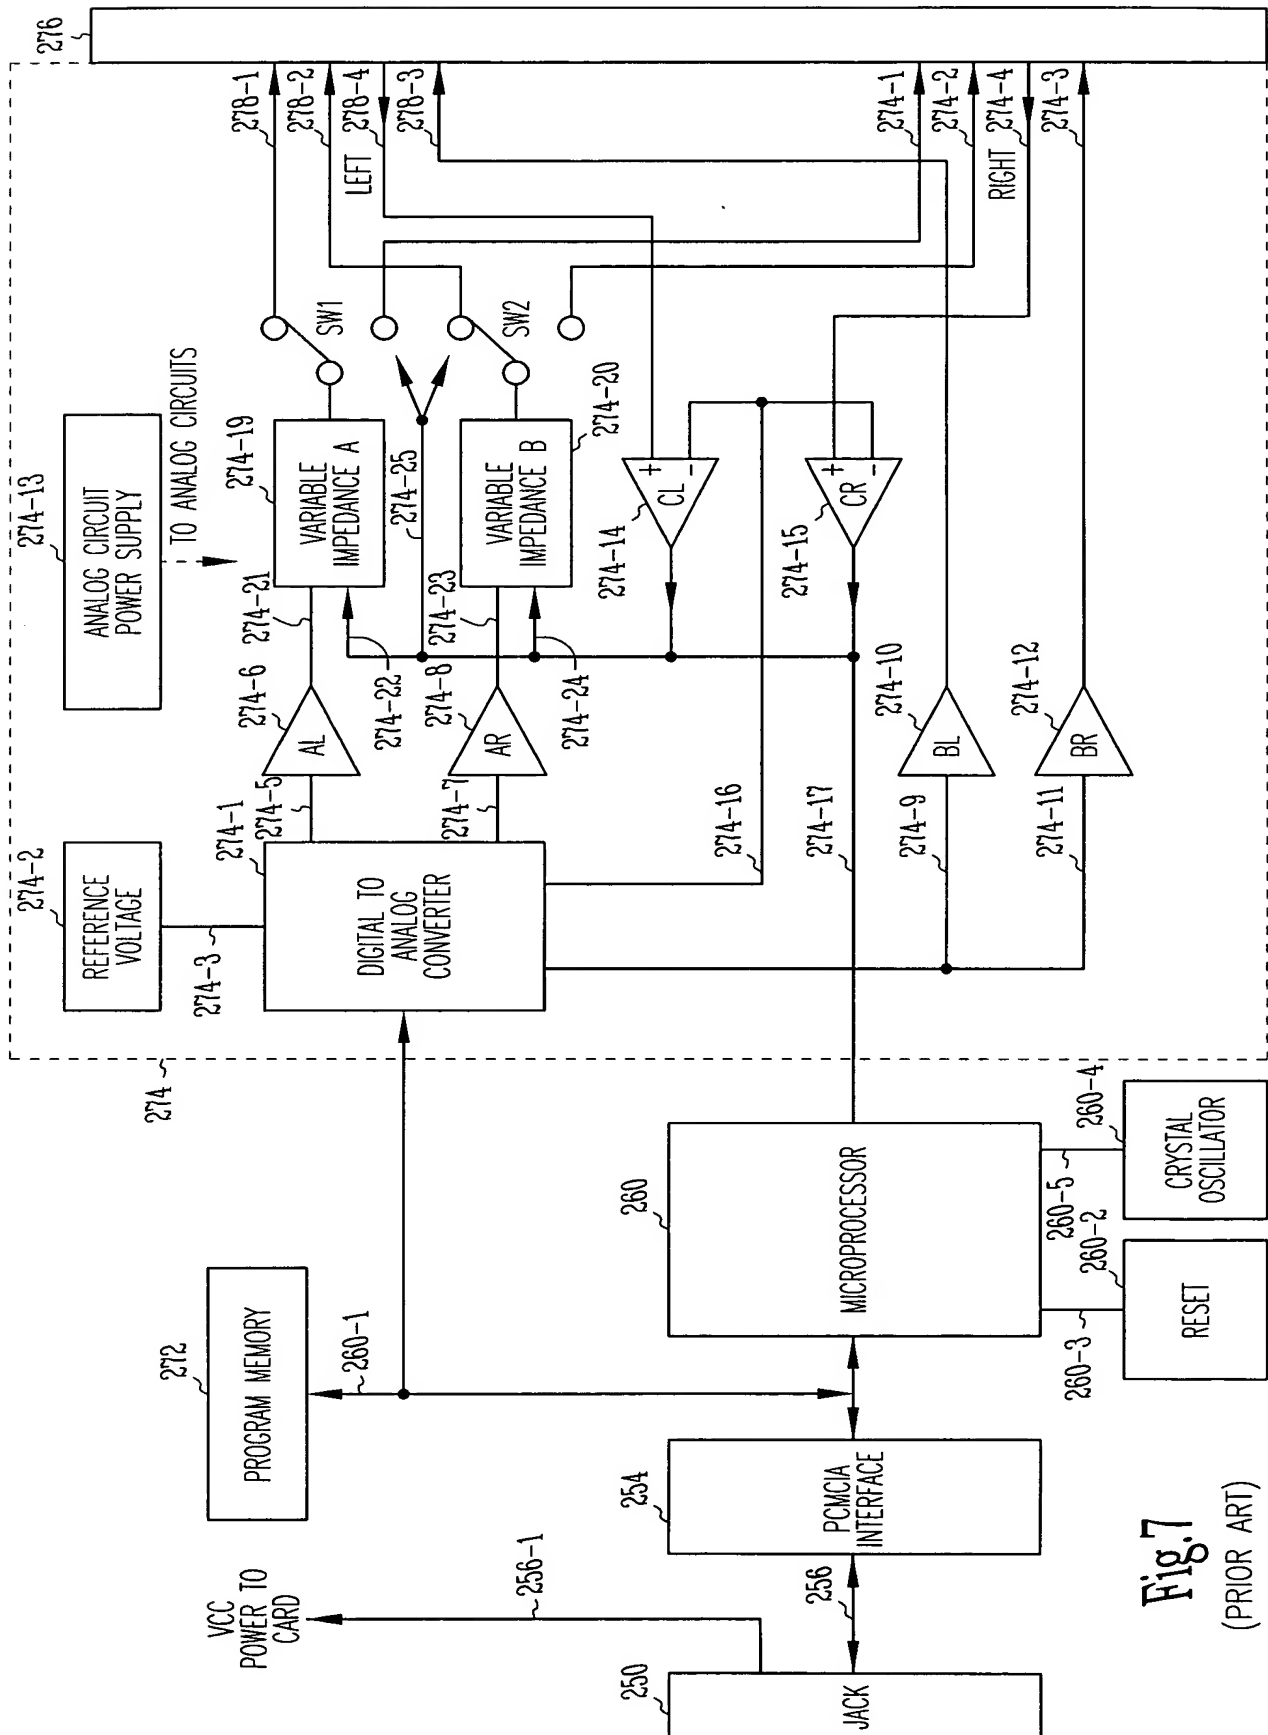 276
278-1
278-2
278-4
278-3
LEFT
274-1
274-2
274-4
274-3
RIGHT
SW1
SW2
274-13
ANALOG CIRCUIT
POWER SUPPLY
TO ANALOG CIRCUITS
274-19
VARIABLE
IMPEDANCE A
274-25
274-20
VARIABLE
IMPEDANCE B
274-21
274-22
274-23
274-24
274-14
CL
+
-
274-15
CR
+
-
274-6
AL
274-8
AR
274-10
BL
274-12
BR
274-2
REFERENCE
VOLTAGE
274-3
274-1
274-5
274-7
DIGITAL TO
ANALOG
CONVERTER
274-16
274-17
274-9
274-11
274
272
PROGRAM MEMORY
260-1
260
MICROPROCESSOR
260-4
CRYSTAL
OSCILLATOR
260-5
260-2
RESET
260-3
VCC
POWER TO
CARD
256-1
254
PCMCIA
INTERFACE
256
250
JACK
Fig.7
(PRIOR ART)